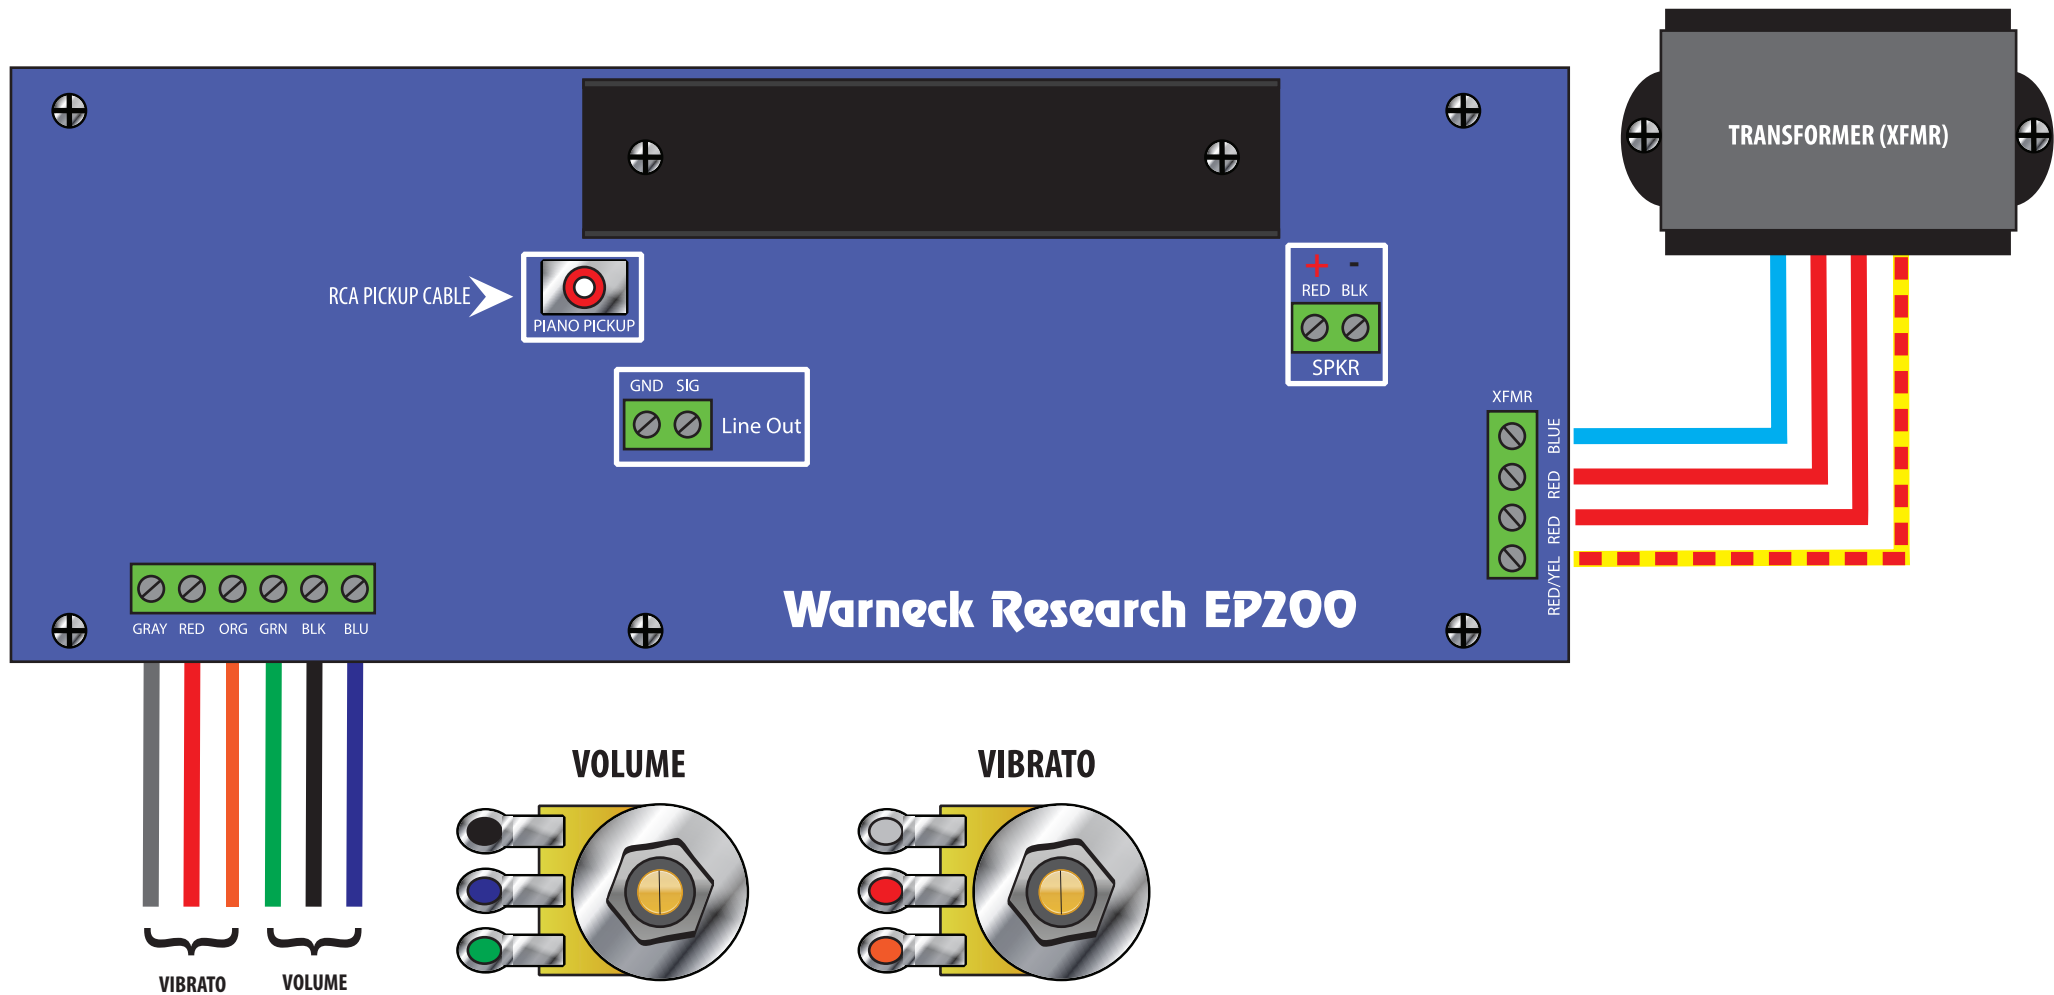 TRANSFORMER (XFMR)
RCA PICKUP CABLE
PIANO PICKUP
+ -
RED BLK
SPKR
GND SIG
Line Out
XFMR
BLUE
RED
RED
RED/YEL
Warneck Research EP200
GRAY RED ORG GRN BLK BLU
VOLUME
VIBRATO
VIBRATO
VOLUME